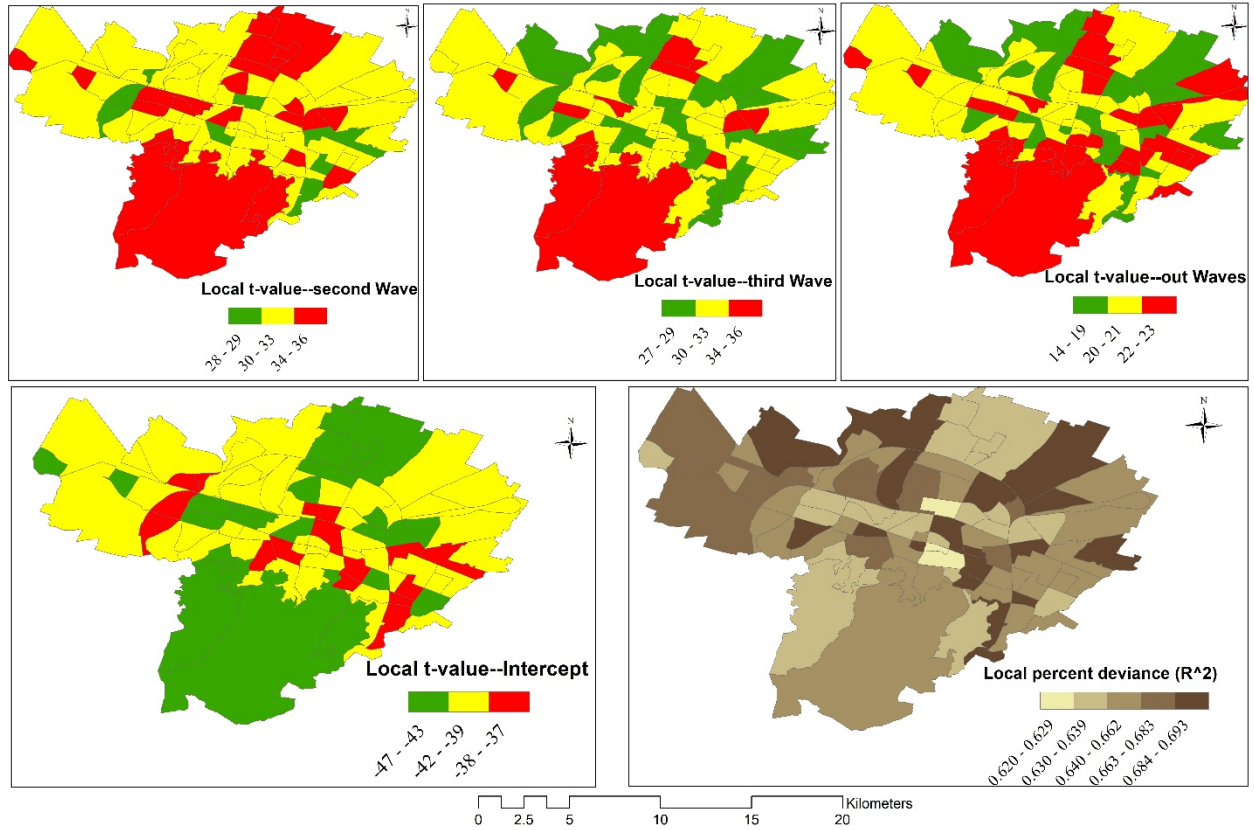 N
N
N
Local t-value--second Wave
28 - 29
30 - 33
34 - 36
Local t-value--third Wave
27 - 29
30 - 33
34 - 36
Local t-value--out Waves
14 - 19
20 - 21
22 - 23
N
N
Local t-value--Intercept
-47 - -43
-42 - -39
-38 - -37
Local percent deviance (R^2)
0.620 - 0.629
0.630 - 0.639
0.640 - 0.662
0.663 - 0.683
0.684 - 0.693
Kilometers
0 2.5 5 10 15 20